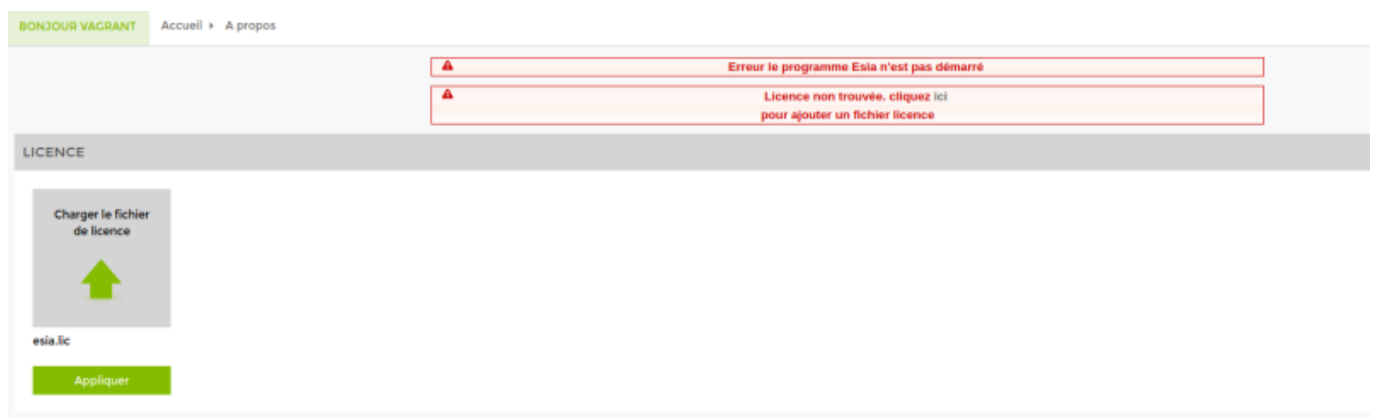 BONJOUR VAGRANT Accueil › A propos
Erreur le programme Esia n'est pas démarré
Licence non trouvée. cliquez ici
pour ajouter un fichier licence
LICENCE
Charger le fichier
de licence
esia.lic
Appliquer